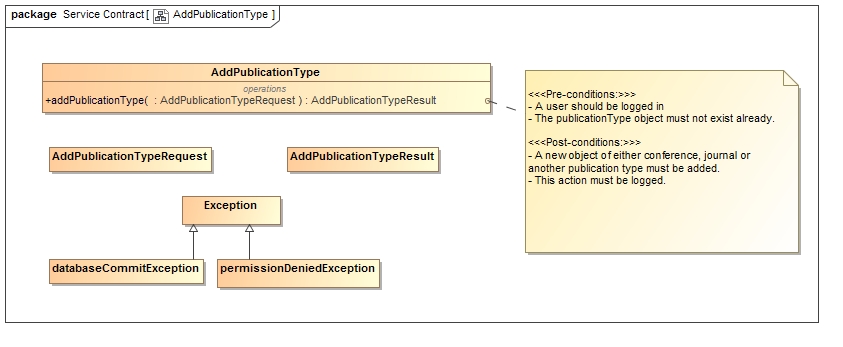 package Service Contract [ AddPublicationType ]
AddPublicationType
operations
+addPublicationType( : AddPublicationTypeRequest ) : AddPublicationTypeResult
<<<Pre-conditions:>>>
- A user should be logged in
- The publicationType object must not exist already.
<<<Post-conditions:>>>
- A new object of either conference, journal or
another publication type must be added.
- This action must be logged.
AddPublicationTypeRequest
AddPublicationTypeResult
Exception
databaseCommitException
permissionDeniedException